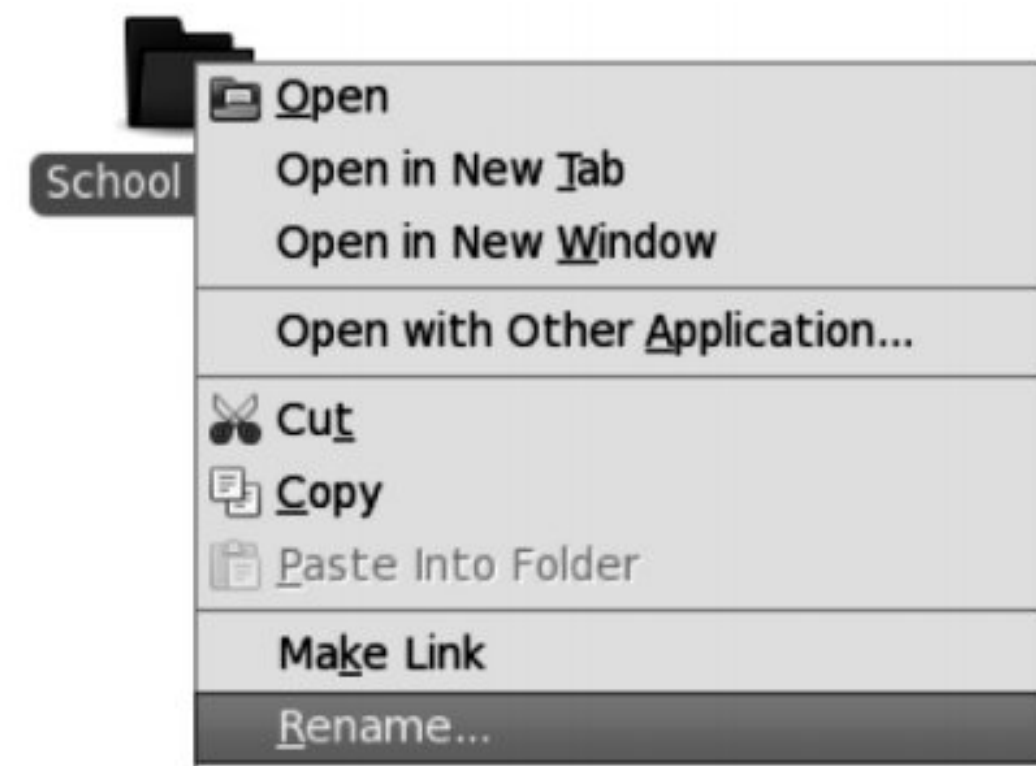 Open
Open in New Tab
School
Open in New Window
Open with Other Application...
Cut
Copy
Paste Into Folder
Make Link
Rename...